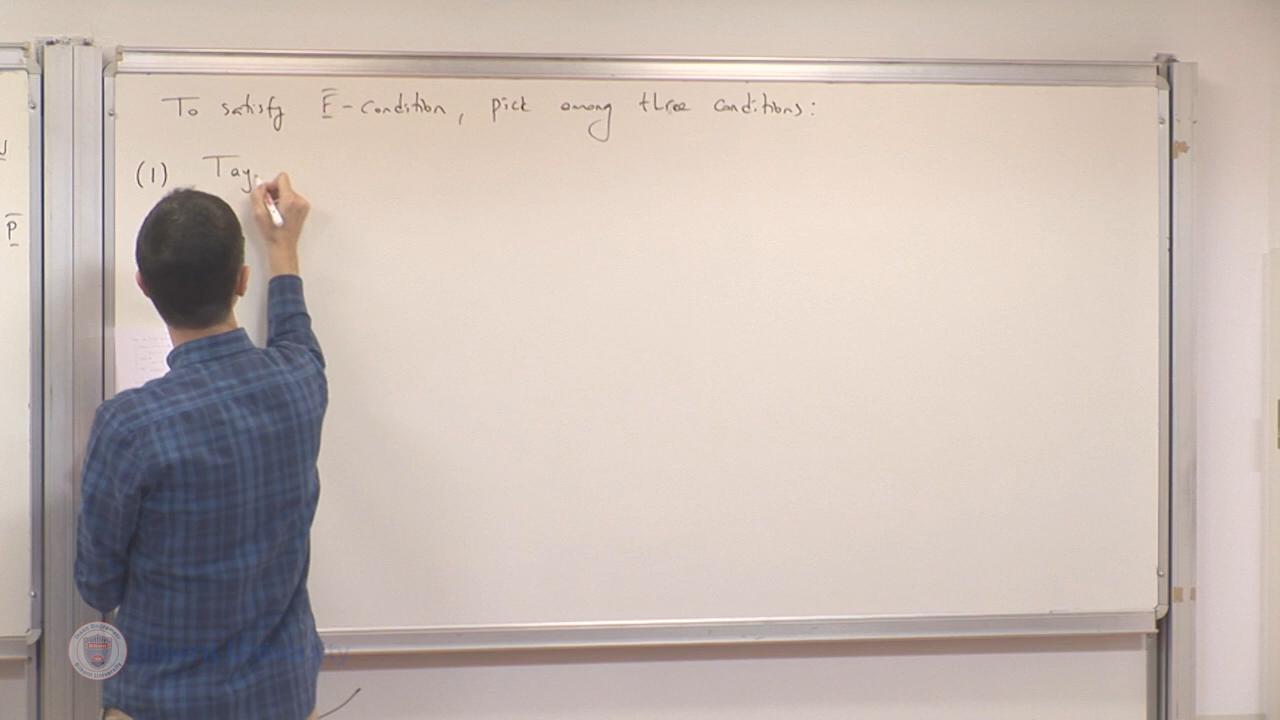 To satisfy F̲̅-condition, pick among three conditions:
(1) Tay
P̲̅